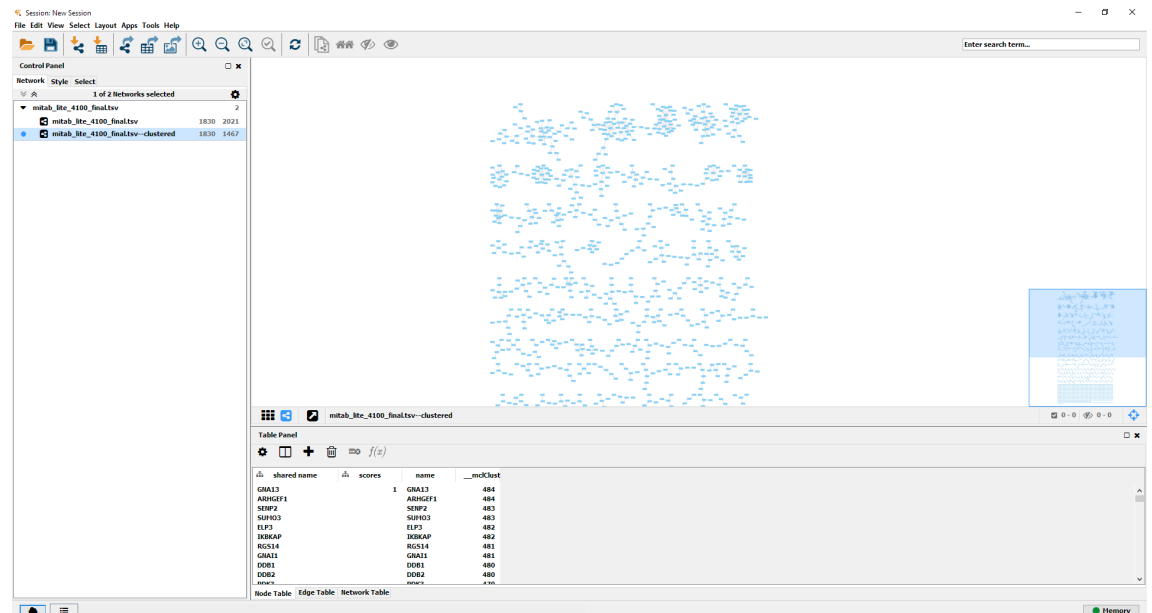 Session: New Session
File Edit View Select Layout Apps Tools Help
Enter search term...
Control Panel
Network Style Select
1 of 2 Networks selected
mitab_lite_4100_final.tsv 2
mitab_lite_4100_final.tsv 1830 2021
mitab_lite_4100_final.tsv--clustered 1830 1467
mitab_lite_4100_final.tsv--clustered
0 - 0 0 - 0
Table Panel
f(x)
shared name scores name __mclClust
GNA13 1 GNA13 484
ARHGEF1 ARHGEF1 484
SENP2 SENP2 483
SUMO3 SUMO3 483
ELP3 ELP3 482
IKBKAP IKBKAP 482
RGS14 RGS14 481
GNAI1 GNAI1 481
DDB1 DDB1 480
DDB2 DDB2 480
Node Table Edge Table Network Table
Memory